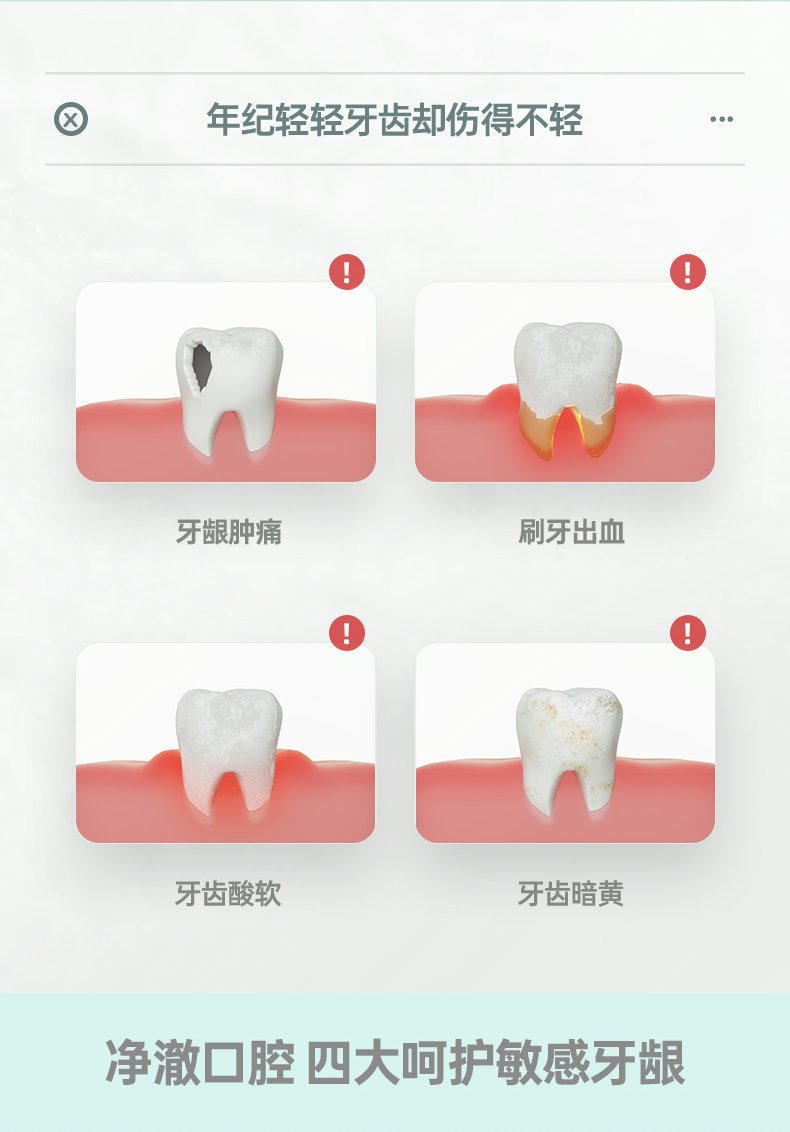 年纪轻轻牙齿却伤得不轻
牙龈肿痛
刷牙出血
牙齿酸软
牙齿暗黄
净澈口腔 四大呵护敏感牙龈